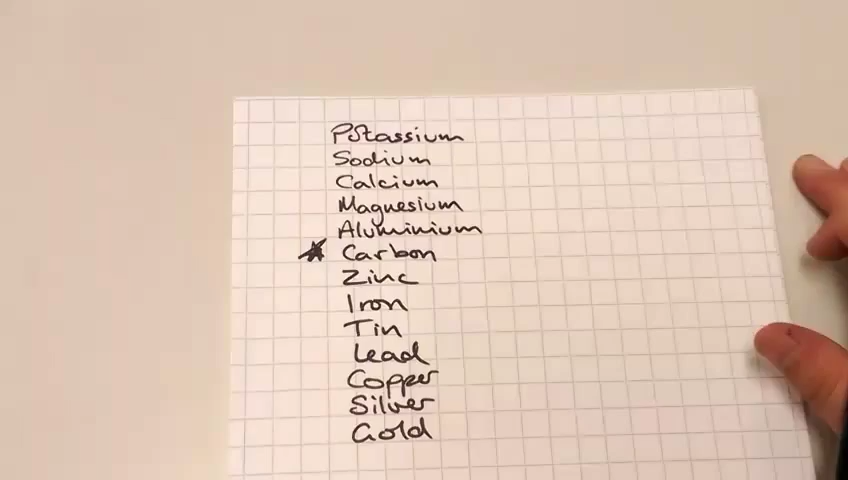 Potassium
Sodium
Calcium
Magnesium
Aluminium
Carbon
Zinc
Iron
Tin
Lead
Copper
Silver
Gold